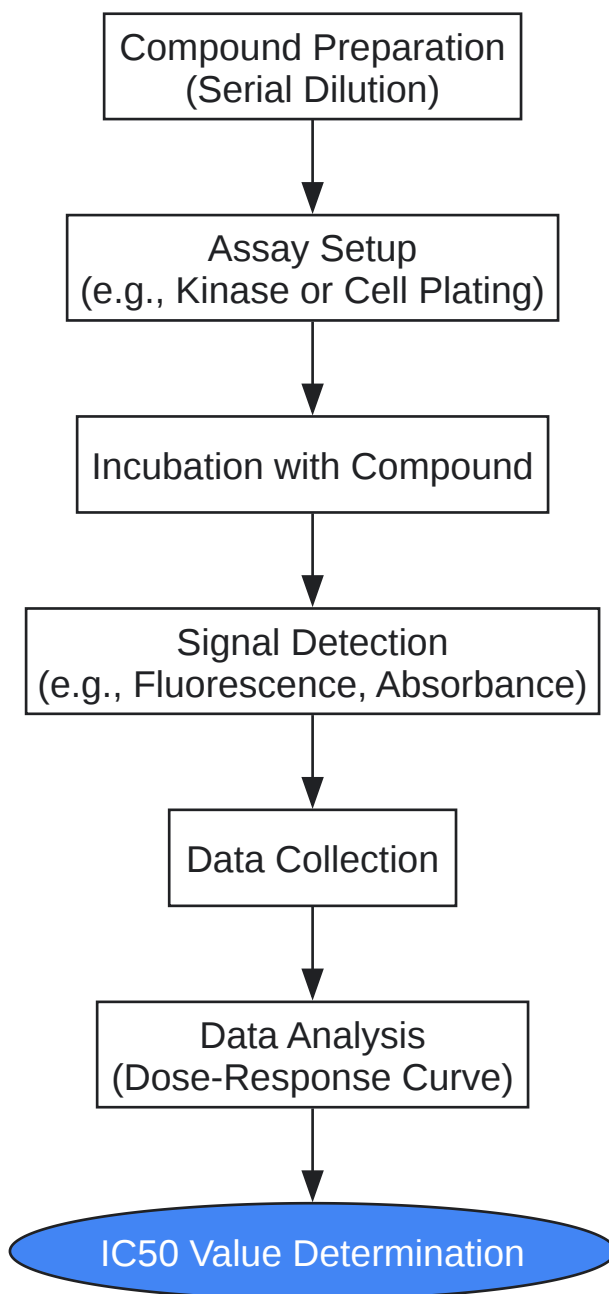 Compound Preparation
(Serial Dilution)
Assay Setup
(e.g., Kinase or Cell Plating)
Incubation with Compound
Signal Detection
(e.g., Fluorescence, Absorbance)
Data Collection
Data Analysis
(Dose-Response Curve)
IC50 Value Determination